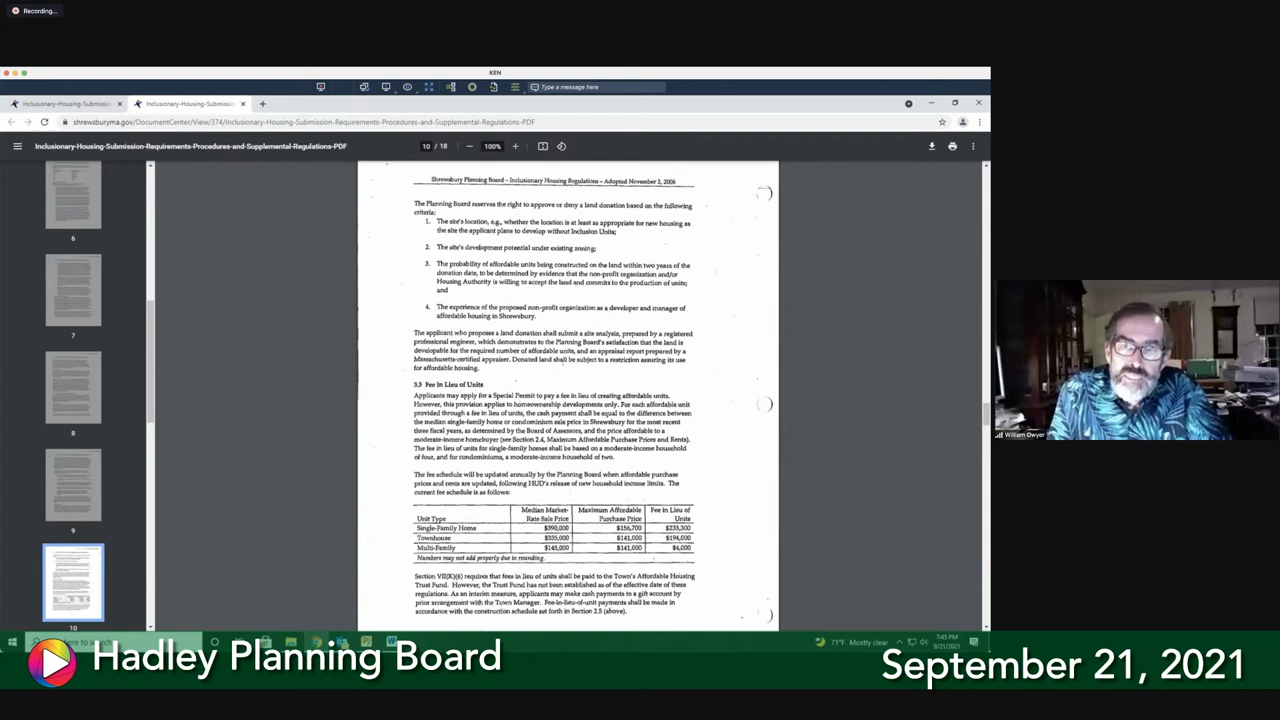 Recording...
KEN
Type a message here
Inclusionary-Housing-Submissio
Inclusionary-Housing-Submissio
shrewsburyma.gov/DocumentCenter/View/374/Inclusionary-Housing-Submission-Requirements-Procedures-and-Supplemental-Regulations-PDF
Inclusionary-Housing-Submission-Requirements-Procedures-and-Supplemental-Regulations-PDF
10 / 18
100%
6
7
8
9
10
Shrewsbury Planning Board – Inclusionary Housing Regulations – Adopted November 2, 2006
The Planning Board reserves the right to approve or deny a land donation based on the following
criteria:
1. The site's location, e.g., whether the location is at least as appropriate for new housing as
the site the applicant plans to develop without Inclusion Units;
2. The site's development potential under existing zoning;
3. The probability of affordable units being constructed on the land within two years of the
donation date, to be determined by evidence that the non-profit organization and/or
Housing Authority is willing to accept the land and commit to the production of units;
and
4. The experience of the proposed non-profit organization as a developer and manager of
affordable housing in Shrewsbury.
The applicant who proposes a land donation shall submit a site analysis, prepared by a registered
professional engineer, which demonstrates to the Planning Board's satisfaction that the land is
developable for the required number of affordable units, and an appraisal report prepared by a
Massachusetts-certified appraiser. Donated land shall be subject to a restriction assuring its use
for affordable housing.
3.3 Fee in Lieu of Units
Applicants may apply for a Special Permit to pay a fee in lieu of creating affordable units.
However, this provision applies to homeownership developments only. For each affordable unit
provided through a fee in lieu of units, the cash payment shall be equal to the difference between
the median single-family home or condominium sale price in Shrewsbury for the most recent
three fiscal years, as determined by the Board of Assessors, and the price affordable to a
moderate-income homebuyer (see Section 2.4, Maximum Affordable Purchase Prices and Rents).
The fee in lieu of units for single-family homes shall be based on a moderate-income household
of four, and for condominiums, a moderate-income household of two.
The fee schedule will be updated annually by the Planning Board when affordable purchase
prices and rents are updated, following HUD's release of new household income limits. The
current fee schedule is as follows:
Median Market- Maximum Affordable Fee in Lieu of
Unit Type Rate Sale Price Purchase Price Units
Single-Family Home $390,000 $156,700 $233,300
Townhouse $335,000 $141,000 $194,000
Multi-Family $145,000 $141,000 $4,000
Numbers may not add properly due to rounding.
Section VII(K)(6) requires that fees in lieu of units shall be paid to the Town's Affordable Housing
Trust Fund. However, the Trust Fund has not been established as of the effective date of these
regulations. As an interim measure, applicants may make cash payments to a gift account by
prior arrangement with the Town Manager. Fee-in-lieu-of-unit payments shall be made in
accordance with the construction schedule set forth in Section 2.5 (above).
William Dwyer
here to search
71°F Mostly clear
7:45 PM
9/21/2021
Hadley Planning Board
September 21, 2021